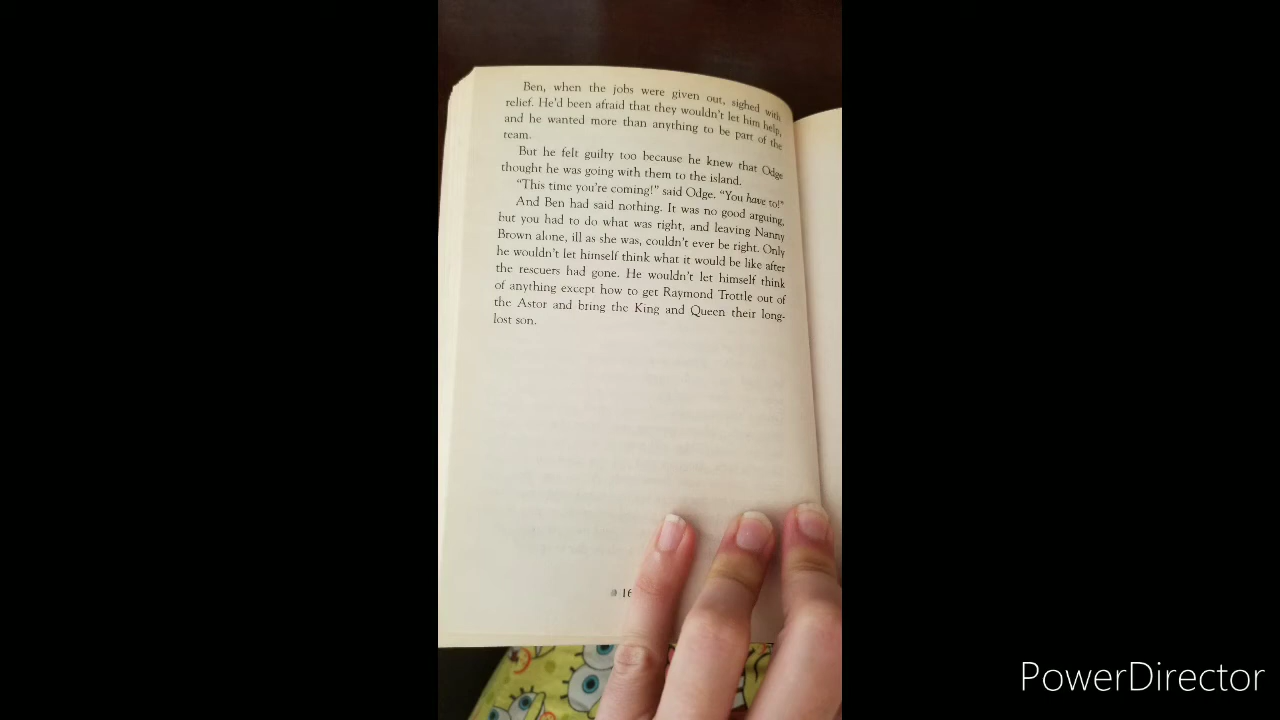 Ben, when the jobs were given out, sighed with
relief. He'd been afraid that they wouldn't let him help,
and he wanted more than anything to be part of the
team.
But he felt guilty too because he knew that Odge
thought he was going with them to the island.
“This time you're coming!” said Odge. “You have to!”
And Ben had said nothing. It was no good arguing,
but you had to do what was right, and leaving Nanny
Brown alone, ill as she was, couldn't ever be right. Only
he wouldn't let himself think what it would be like after
the rescuers had gone. He wouldn't let himself think
of anything except how to get Raymond Trottle out of
the Astor and bring the King and Queen their long-
lost son.
16
PowerDirector